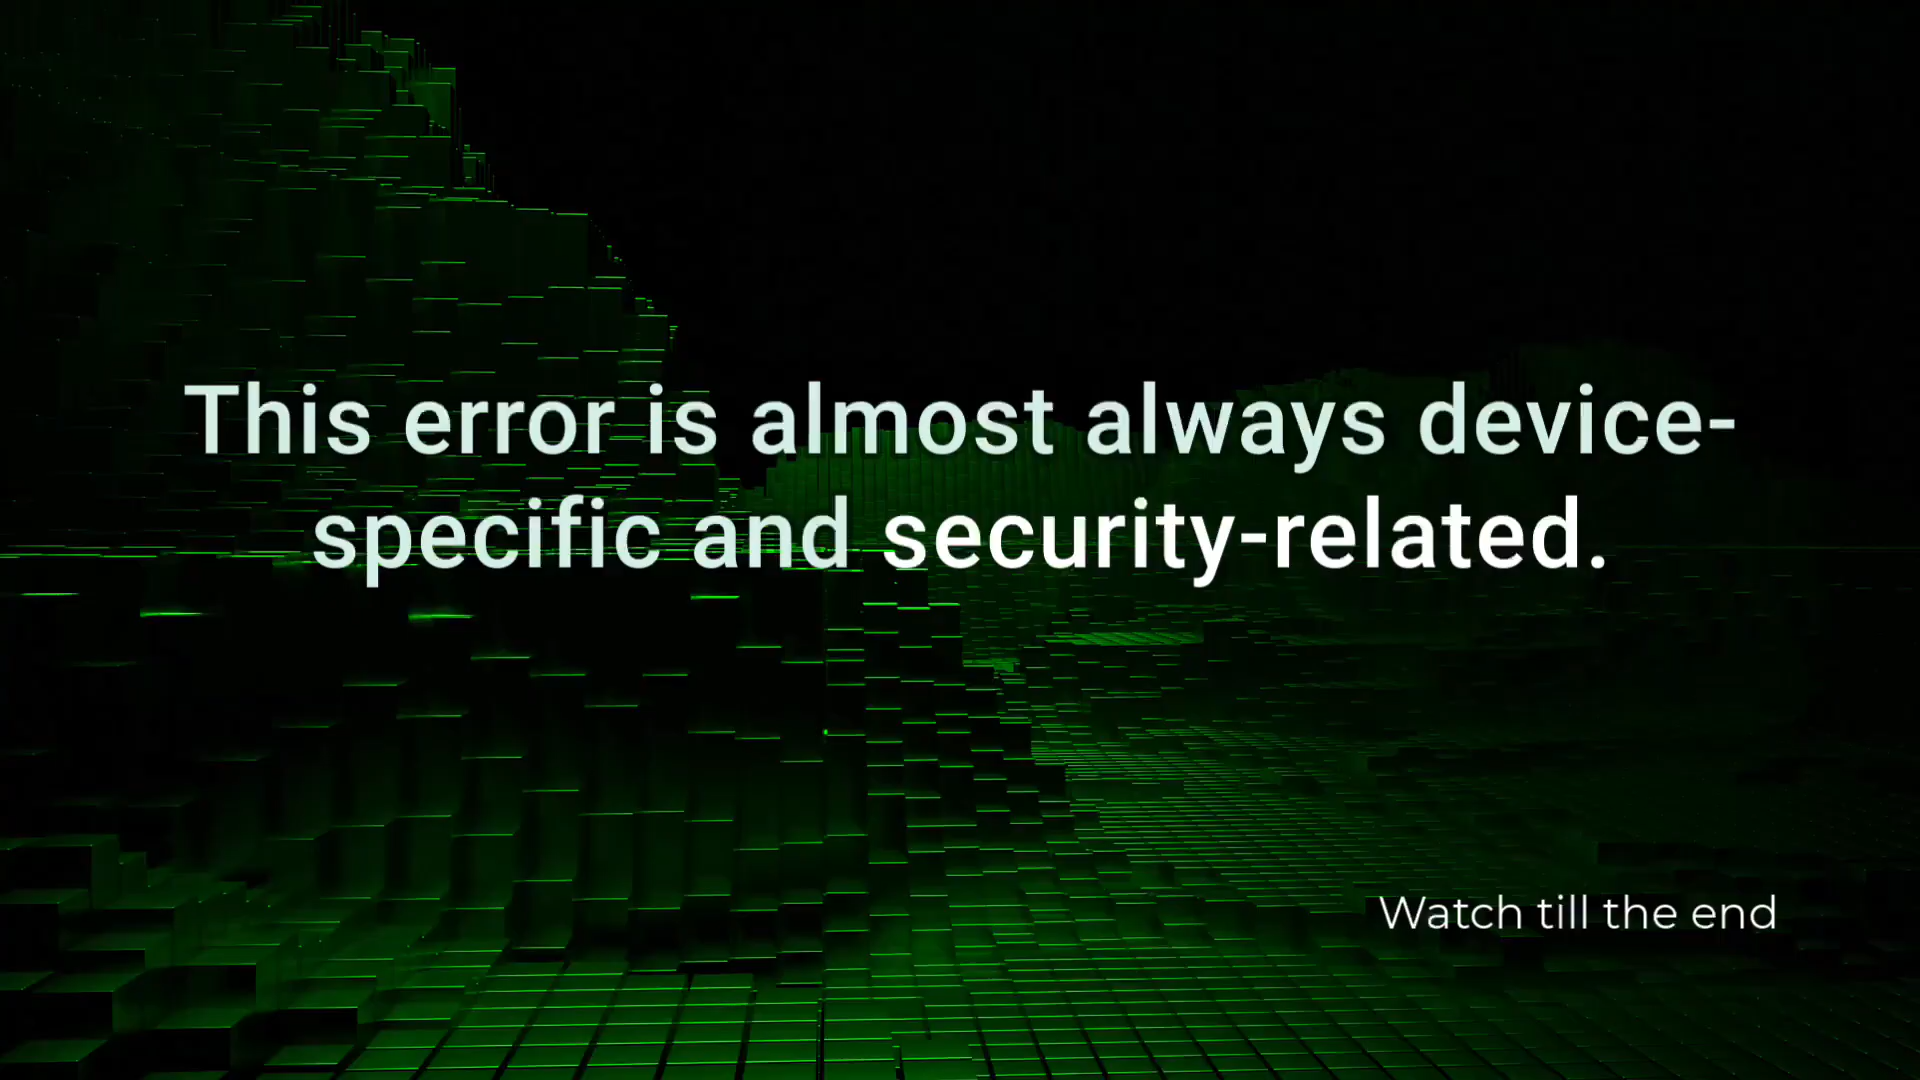 This error is almost always device-
specific and security-related.
Watch till the end